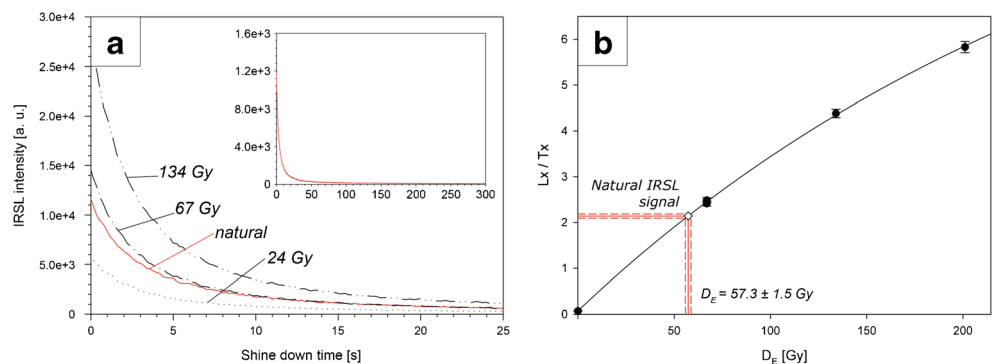 a
IRSL intensity [a. u.]
3.0e+4
2.5e+4
2.0e+4
1.5e+4
1.0e+4
5.0e+3
0
0 5 10 15 20 25
Shine down time [s]
134 Gy
67 Gy
natural
24 Gy
1.6e+3
1.2e+3
8.0e+2
4.0e+2
0
0 50 100 150 200 250 300
b
Lx / Tx
6
5
4
3
2
1
0
0 50 100 150 200
D_E [Gy]
Natural IRSL
signal
D_E = 57.3 ± 1.5 Gy